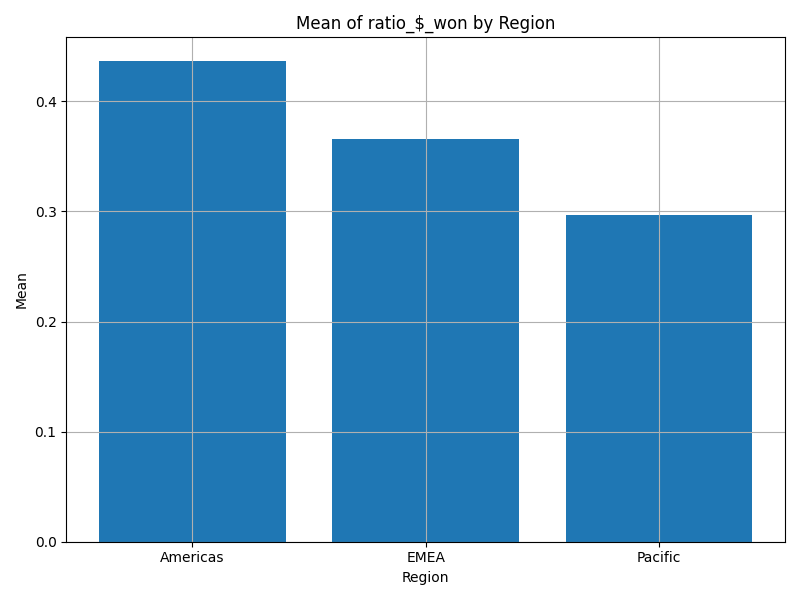 Mean of ratio_$_won by Region
Mean
0.4
0.3
0.2
0.1
0.0
Americas EMEA Pacific
Region